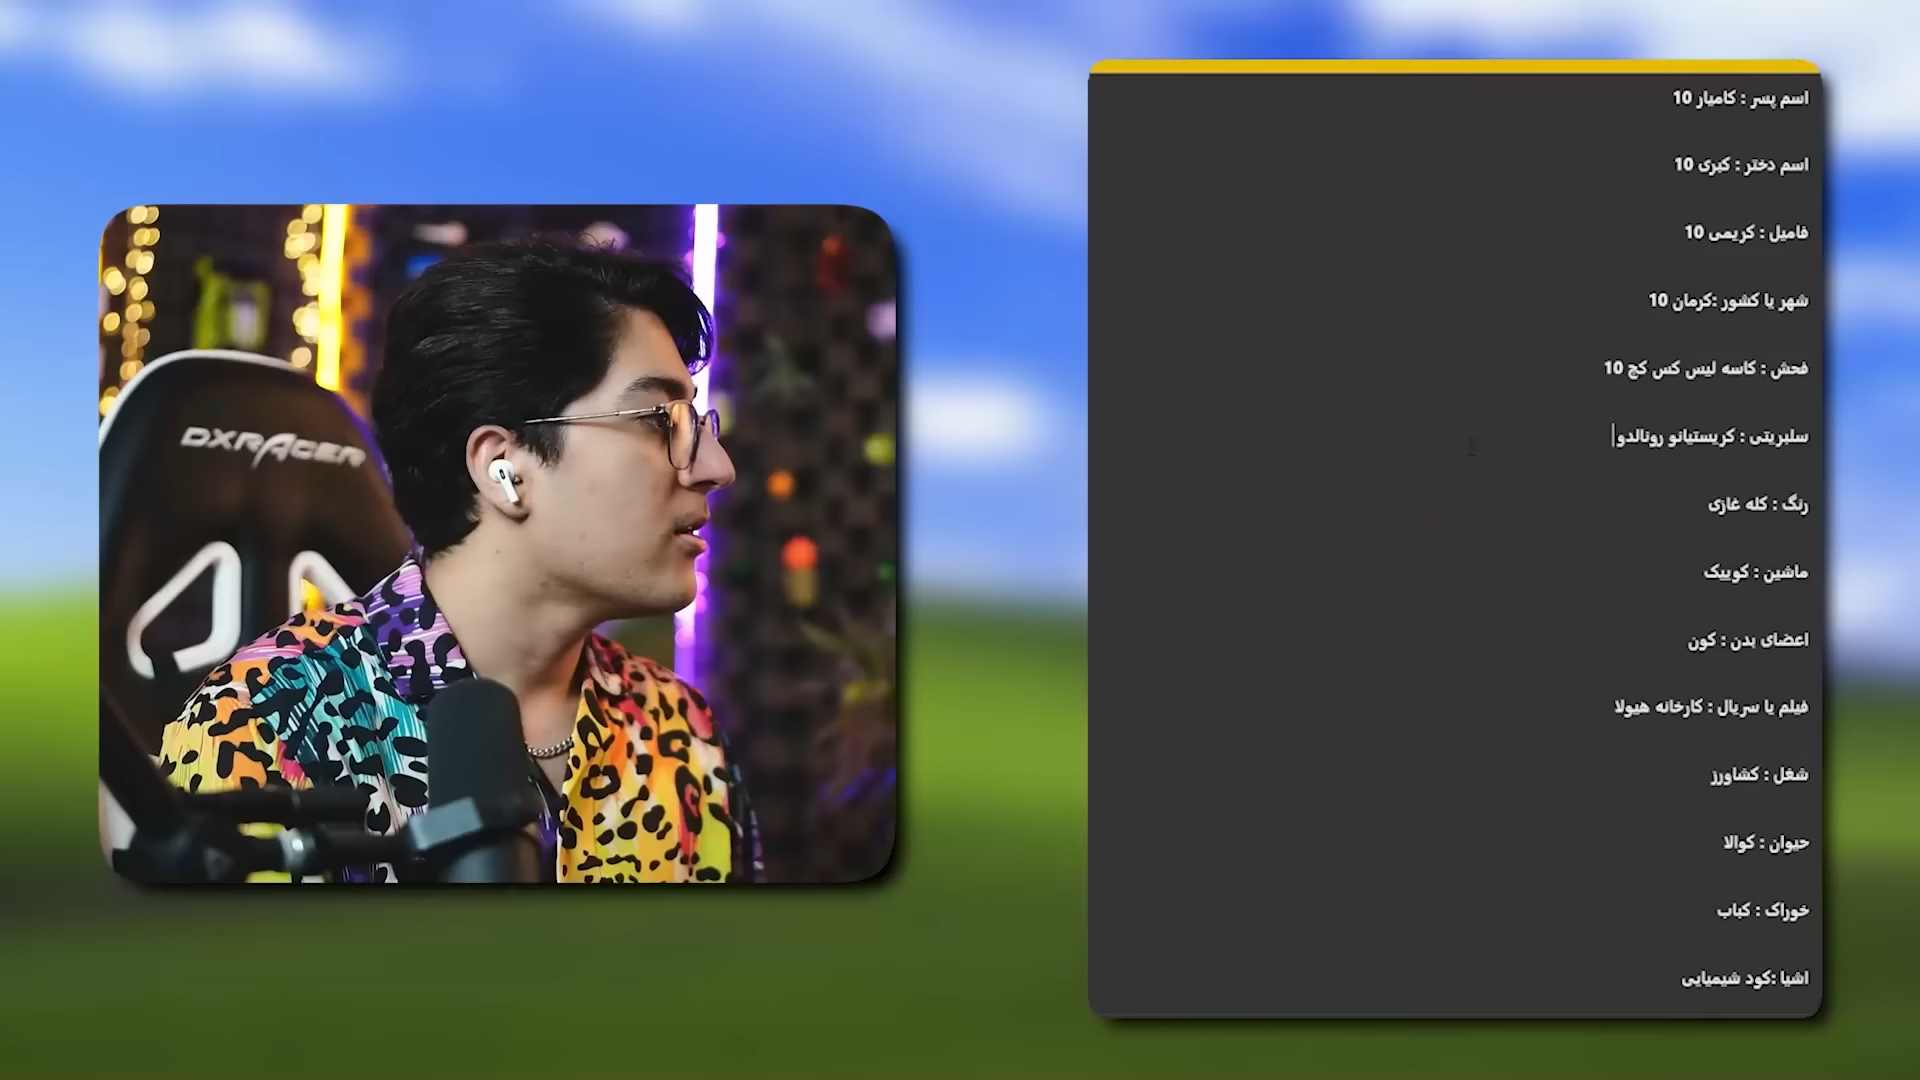 DXRACER
اسم پسر : کامیار 10
اسم دختر : کبری 10
فامیل : کریمی 10
شهر یا کشور :کرمان 10
فحش : کاسه لیس کس کچ 10
سلبریتی : کریستیانو رونالدو
رنگ : کله غازی
ماشین : کوییک
اعضای بدن : کون
فیلم یا سریال : کارخانه هیولا
شغل : کشاورز
حیوان : کوالا
خوراک : کباب
اشیا :کود شیمیایی